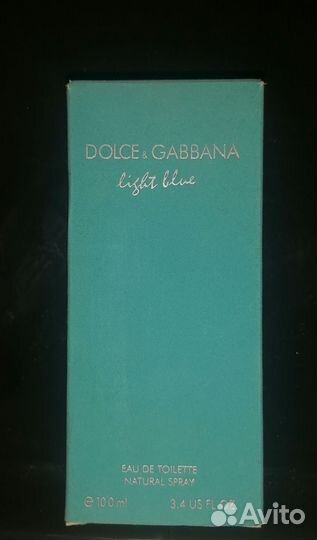 DOLCE & GABBANA
light blue
EAU DE TOILETTE
NATURAL SPRAY
℮ 100 ml 3.4 US FL.OZ.
Avito